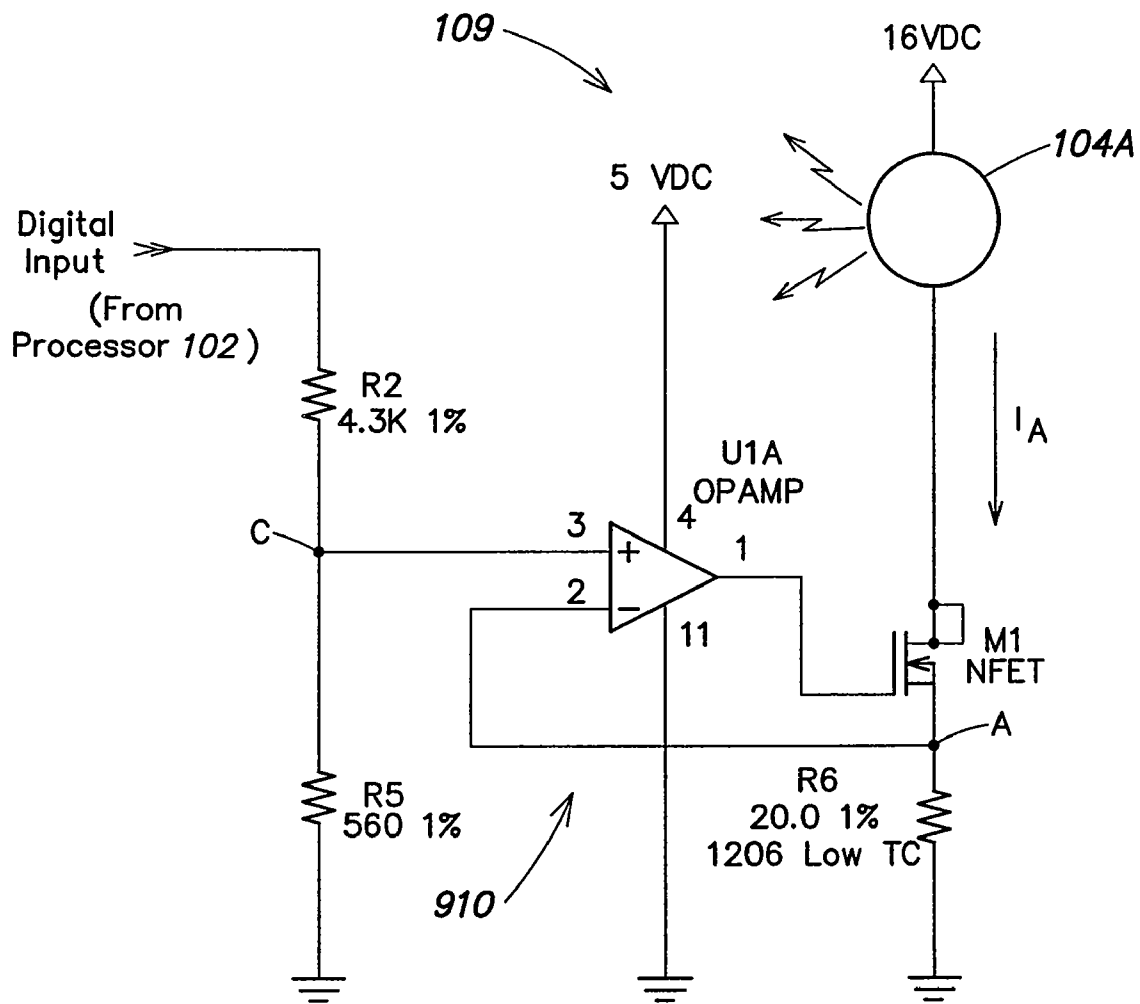 109
16VDC
104A
5 VDC
Digital
Input
(From
Processor 102)
R2
4.3K 1%
I A
U1A
OPAMP
4
C
3
+
1
2
−
11
M1
NFET
A
R5
560 1%
R6
20.0 1%
1206 Low TC
910